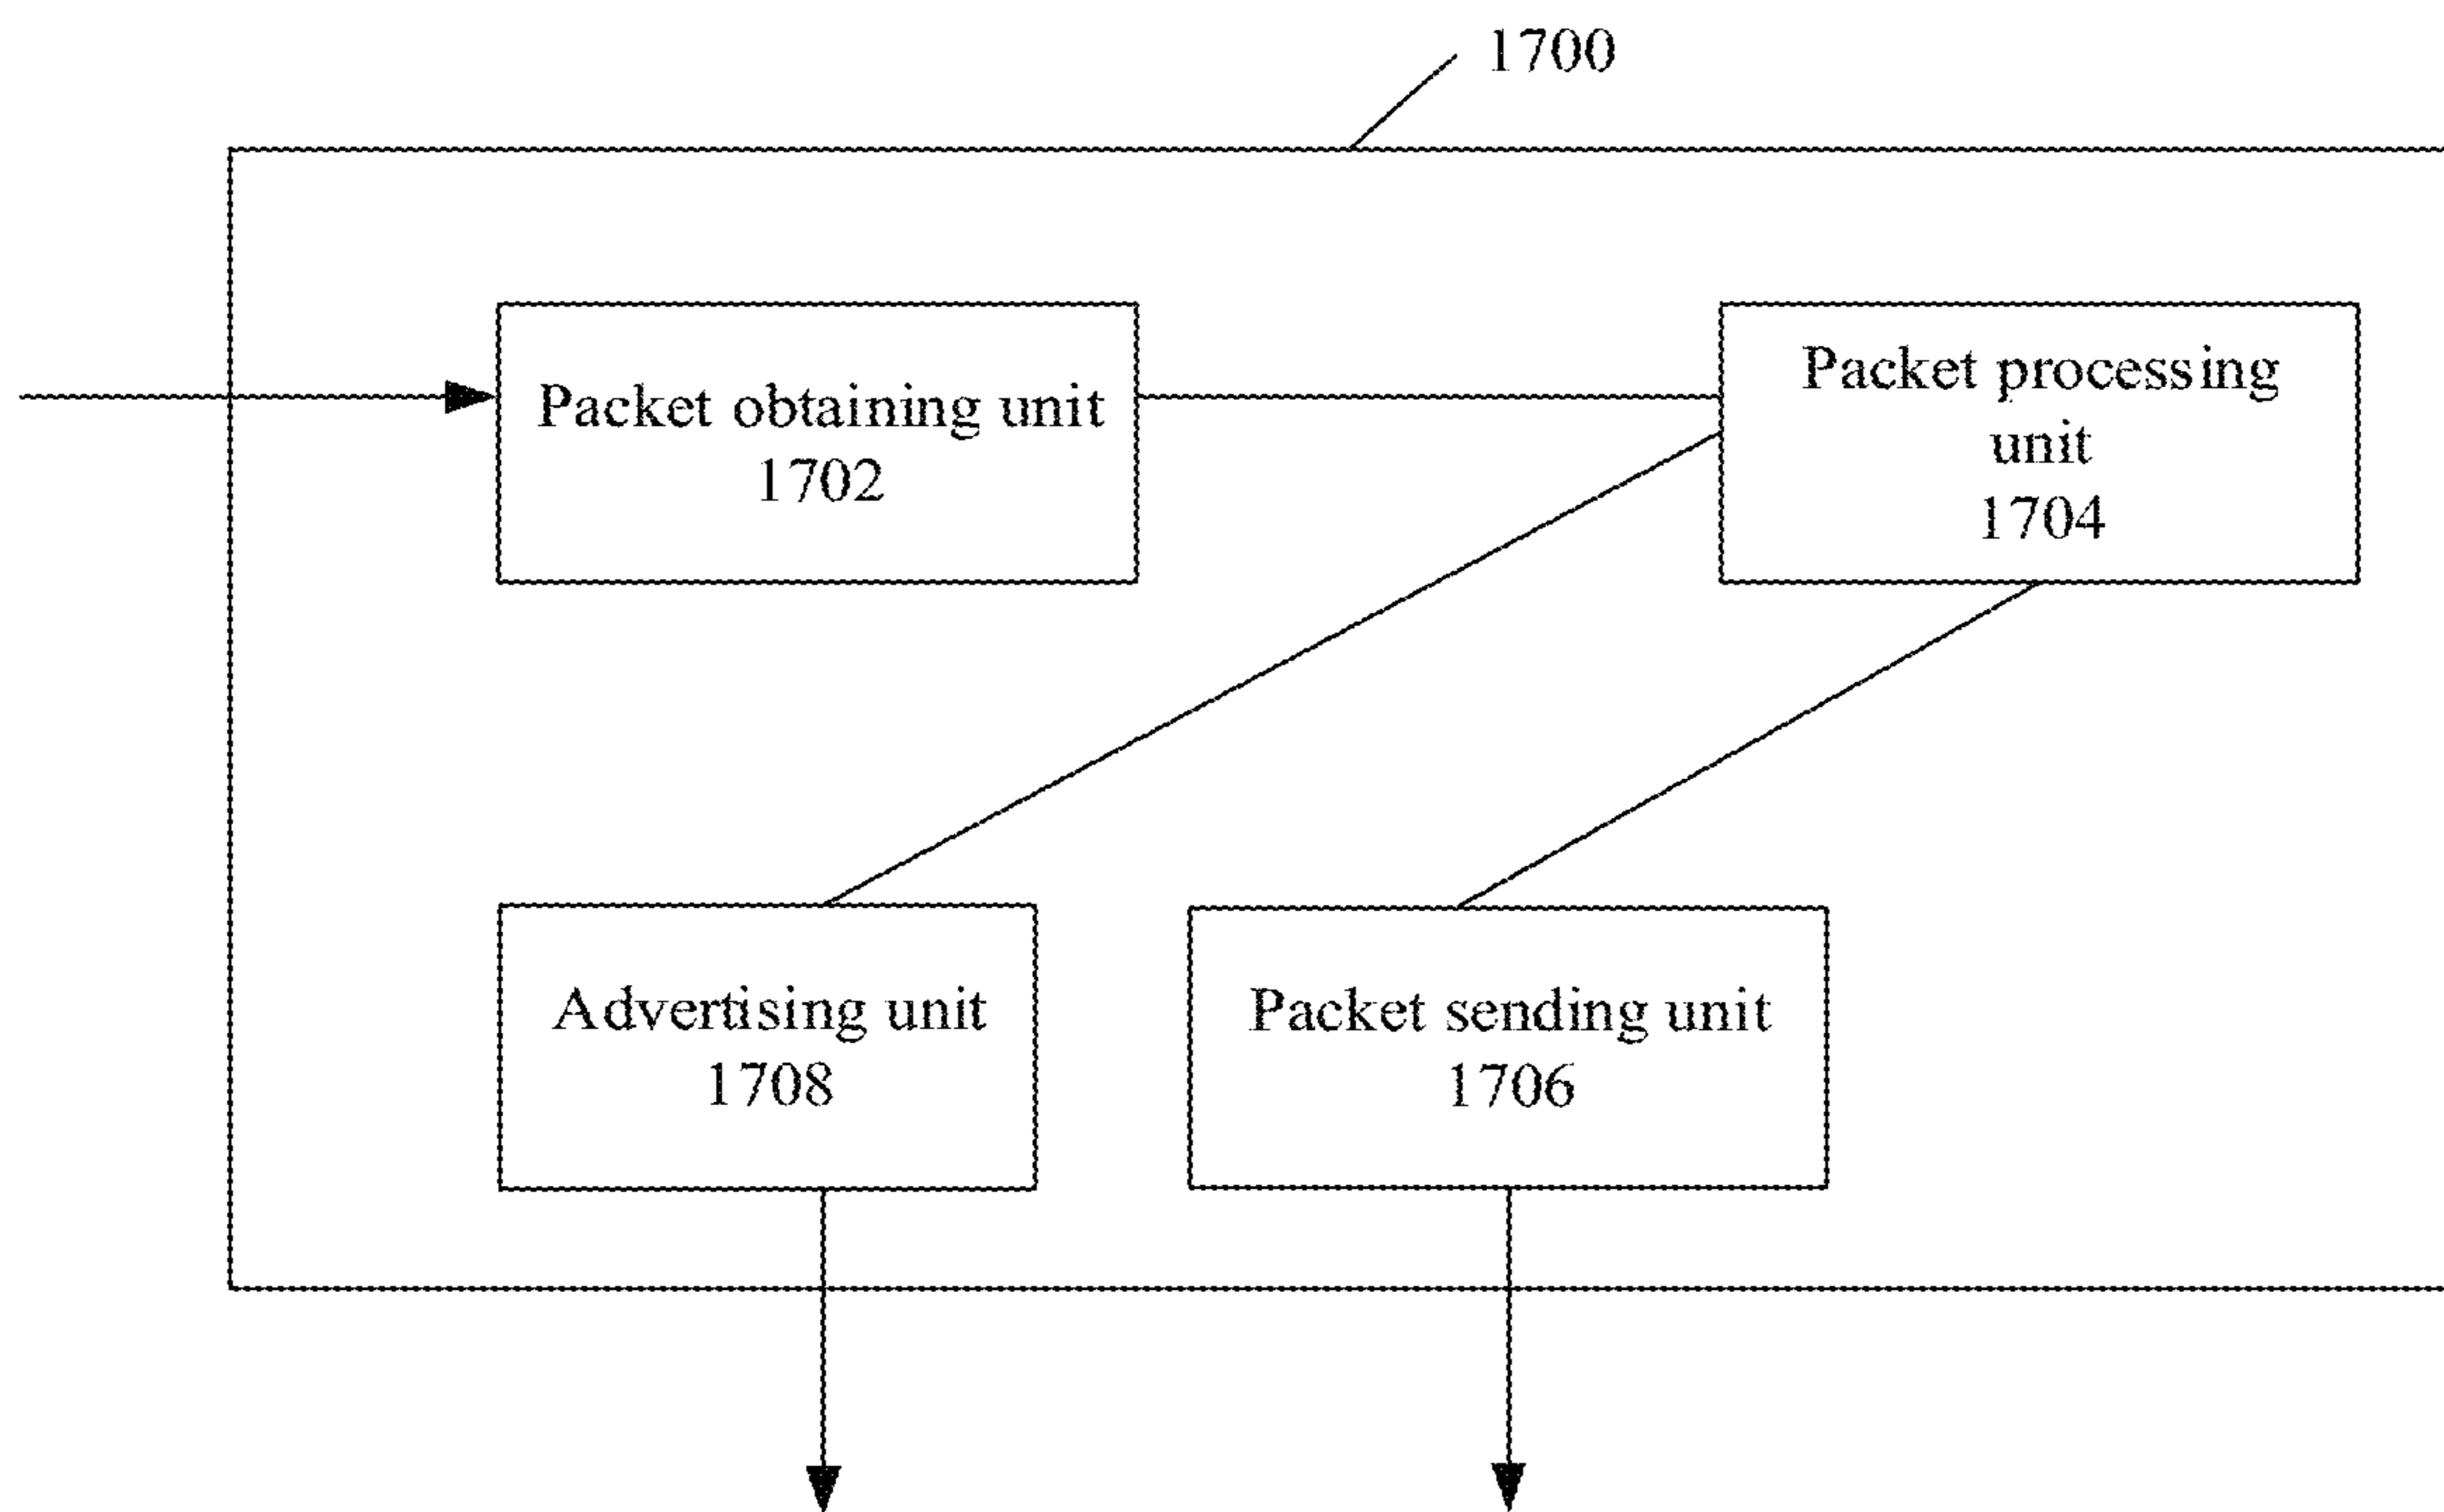 1700
Packet obtaining unit
1702
Packet processing
unit
1704
Advertising unit
1708
Packet sending unit
1706